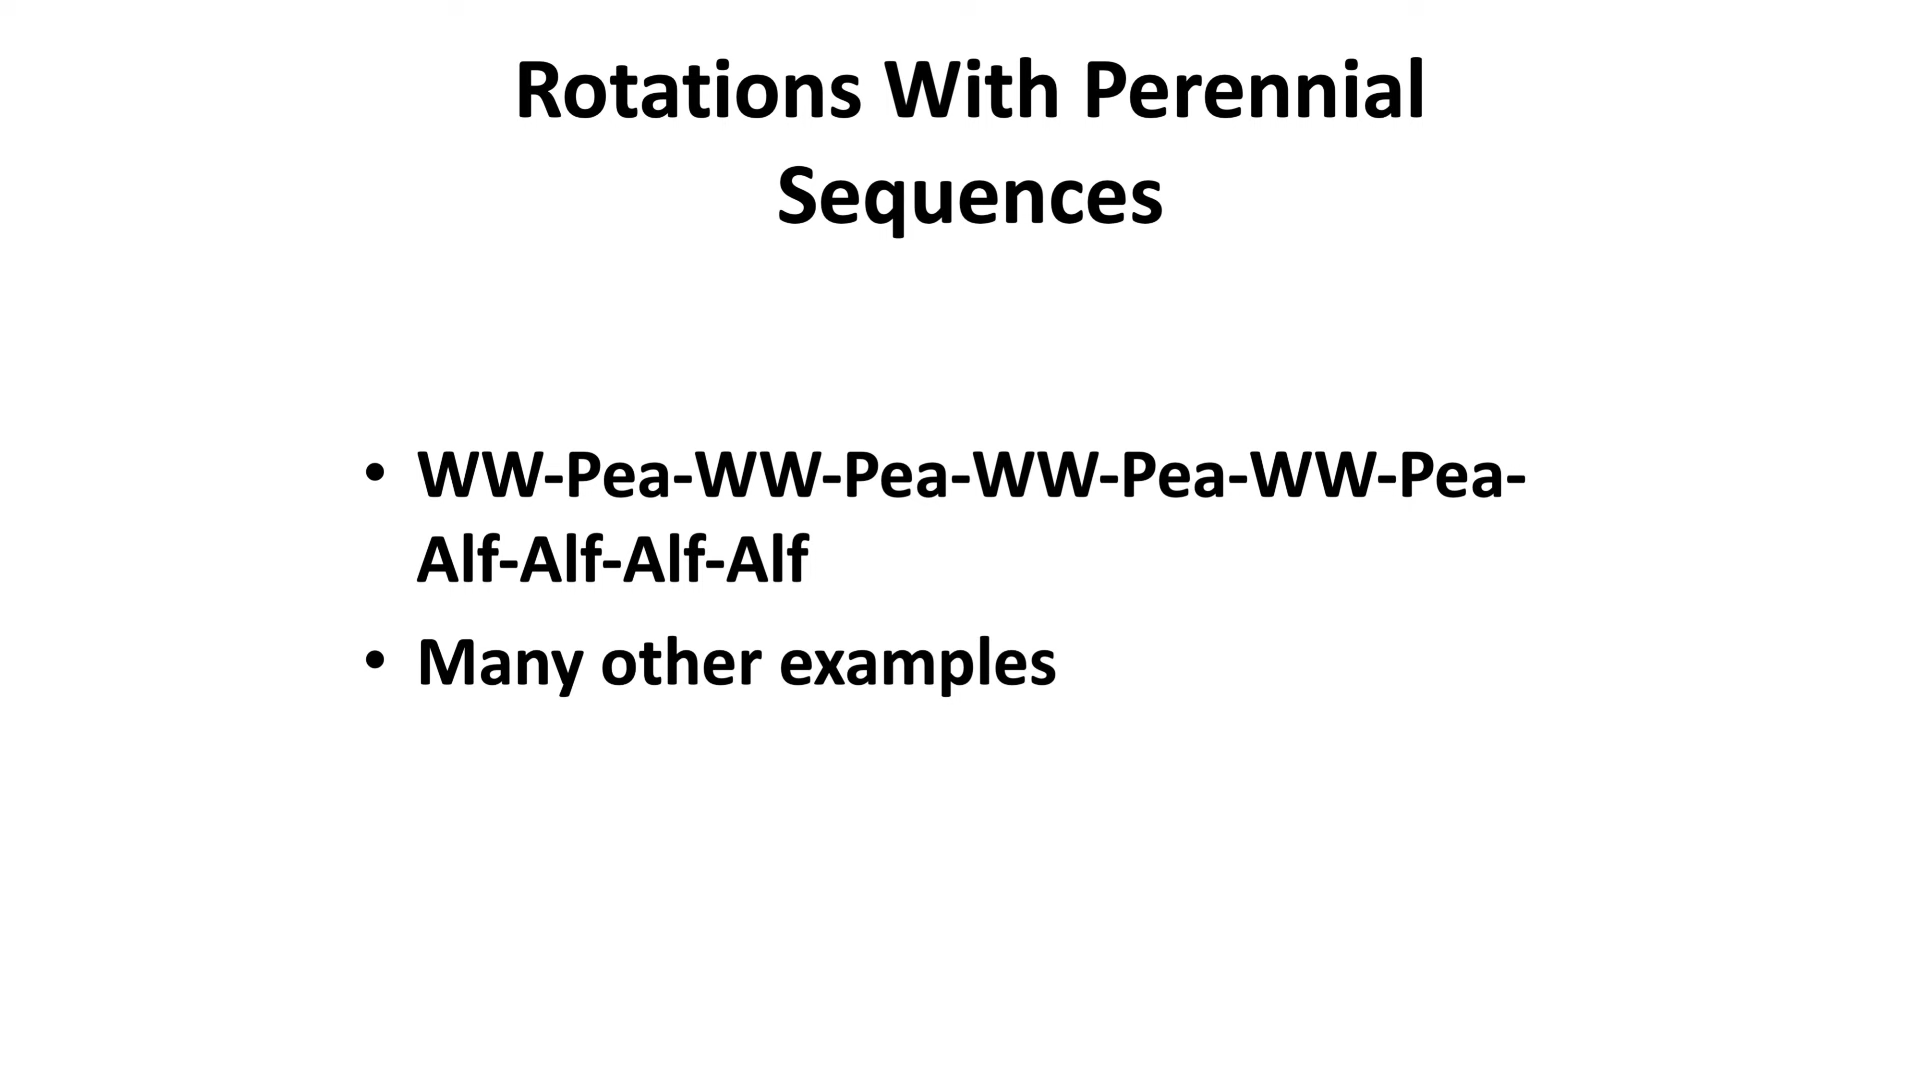 Rotations With Perennial
Sequences
• WW-Pea-WW-Pea-WW-Pea-WW-Pea-
Alf-Alf-Alf-Alf
• Many other examples